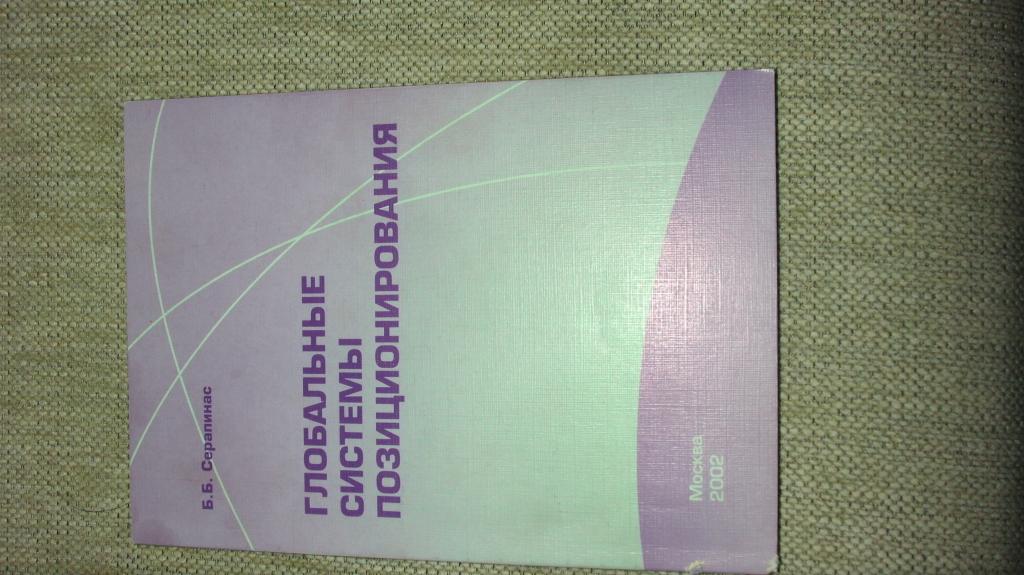 Б.Б. Серапинас
ГЛОБАЛЬНЫЕ
СИСТЕМЫ
ПОЗИЦИОНИРОВАНИЯ
Москва
2002